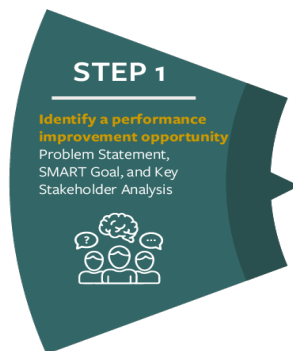 STEP 1
Identify a performance
improvement opportunity
Problem Statement,
SMART Goal, and Key
Stakeholder Analysis
?
...